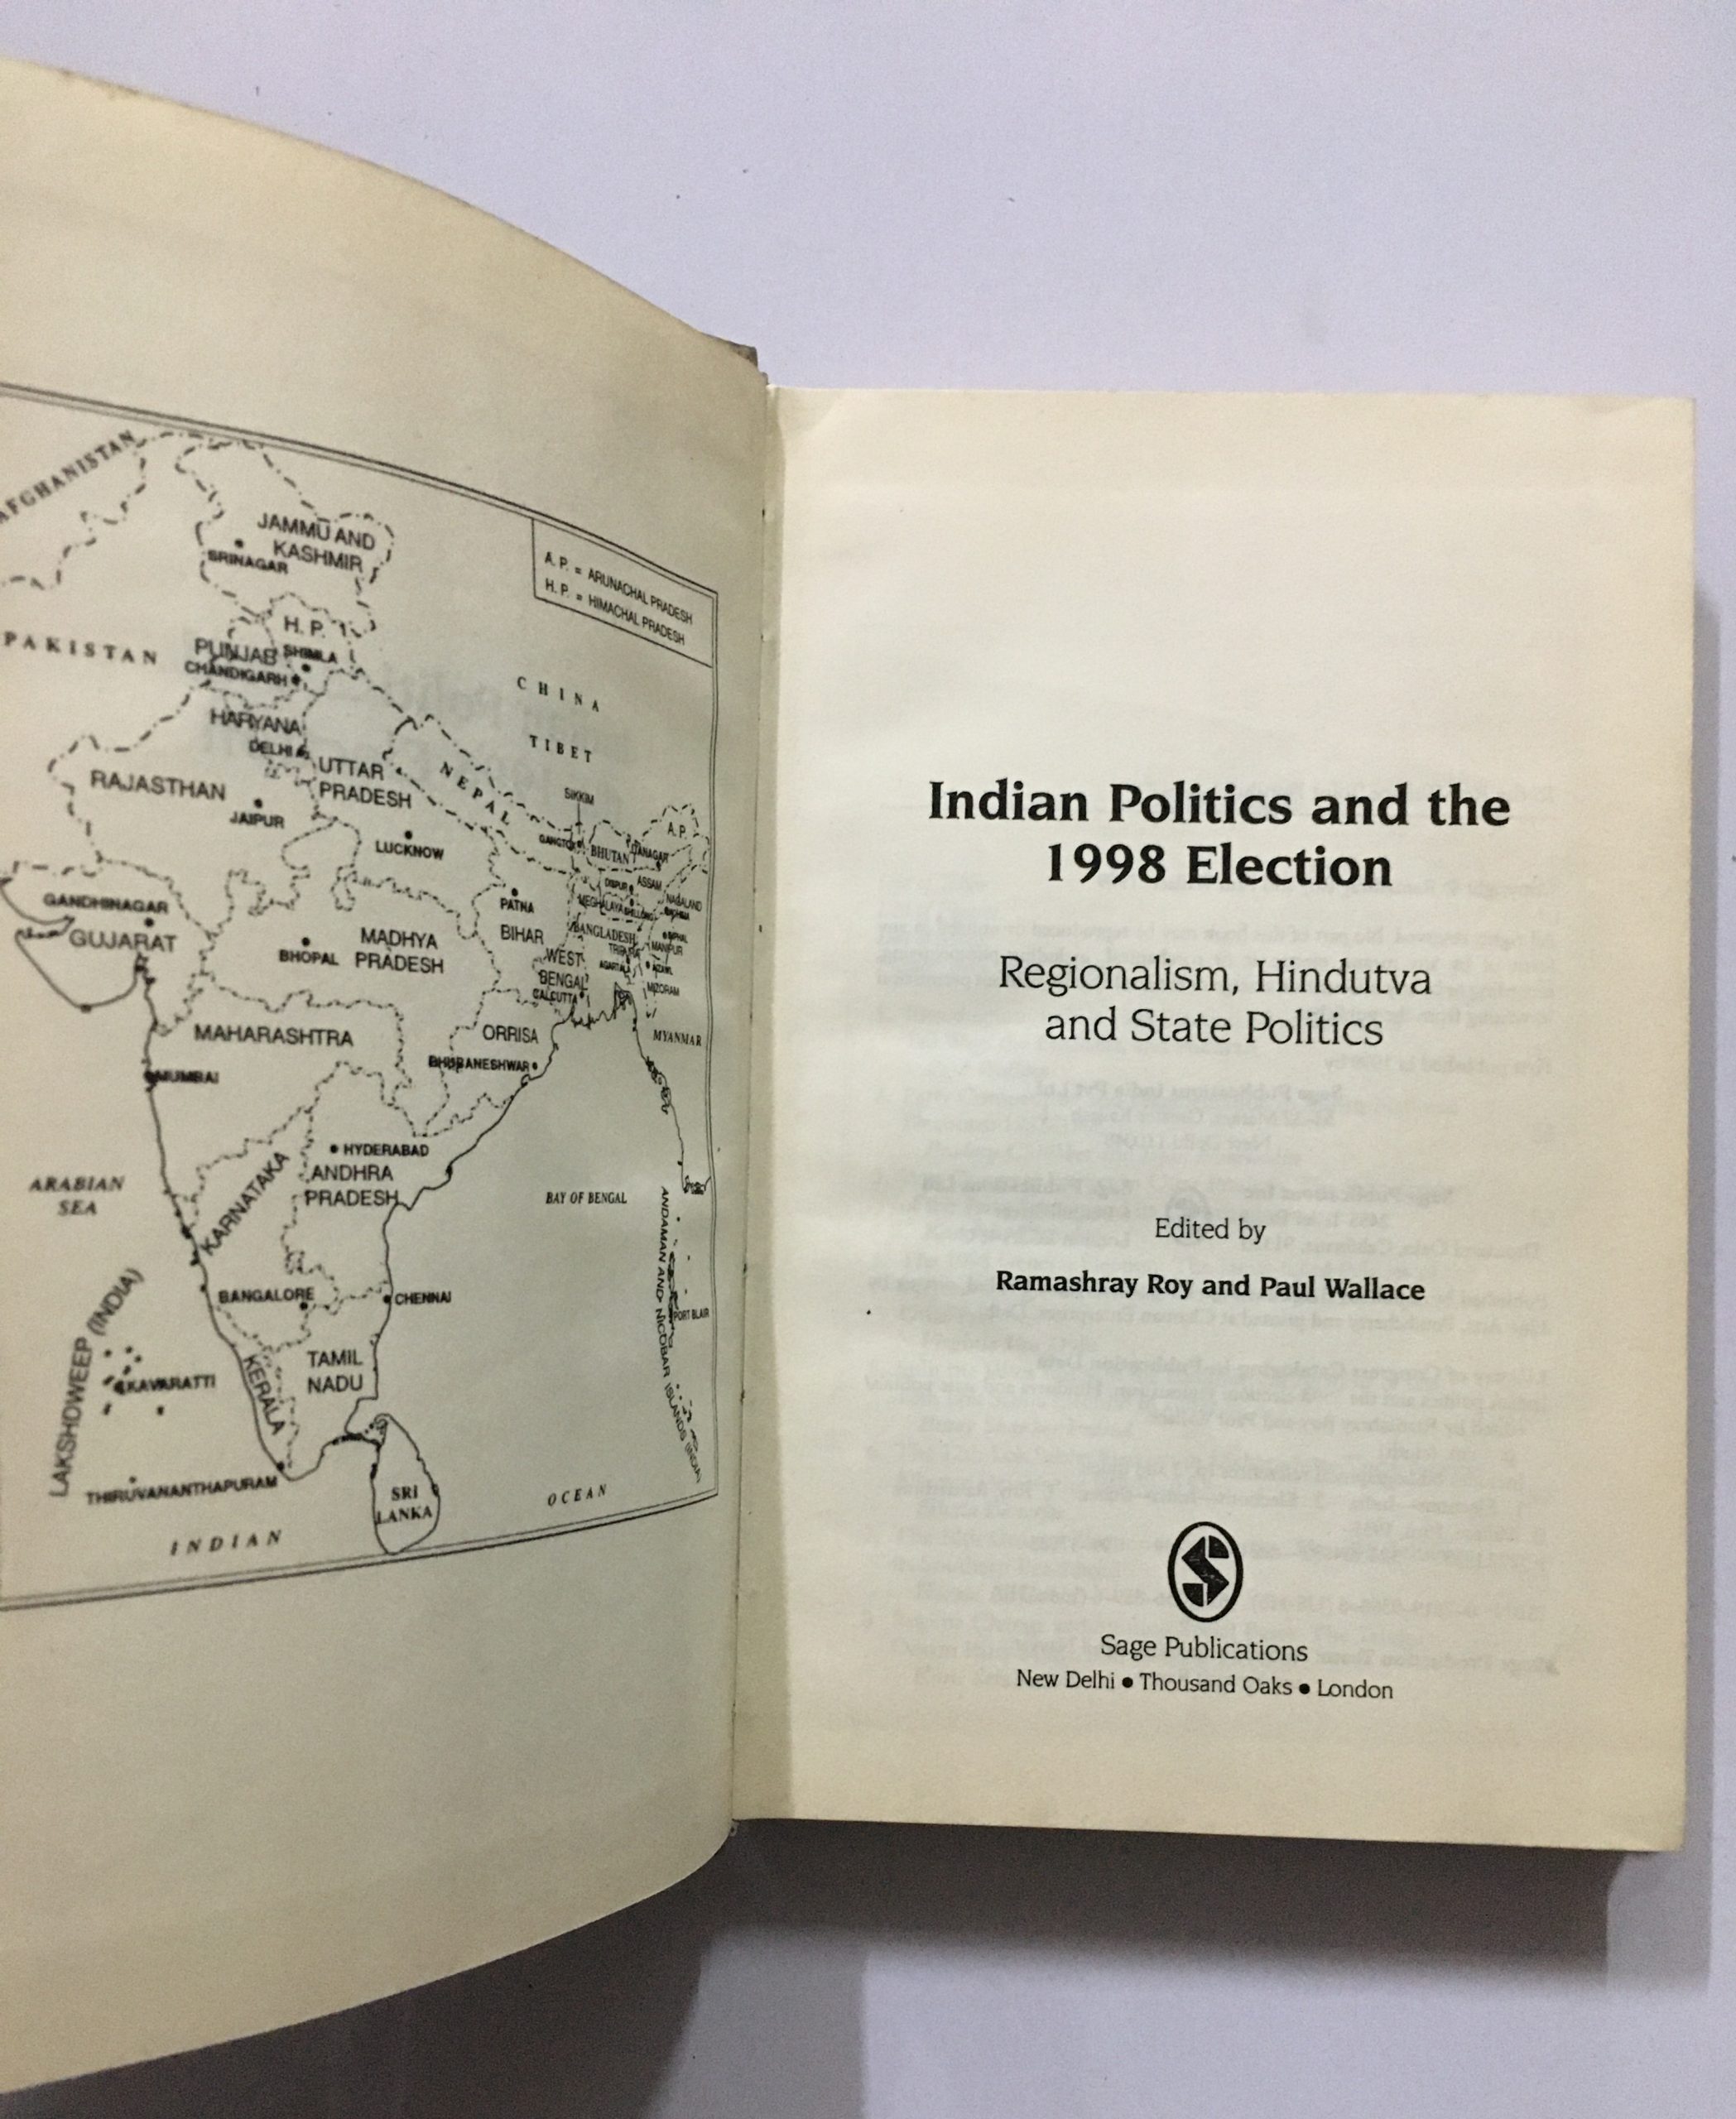 AFGHANISTAN
JAMMU AND
KASHMIR
SRINAGAR
A. P. = ARUNACHAL PRADESH
H. P. = HIMACHAL PRADESH
H. P.
PAKISTAN
PUNJAB
SHIMLA
CHANDIGARH
CHINA
HARYANA
DELHI
TIBET
UTTAR
PRADESH
NEPAL
RAJASTHAN
SIKKIM
JAIPUR
A.P.
LUCKNOW
GANGTOK
BHUTAN
ITANAGAR
DISPUR
ASSAM
GANDHINAGAR
PATNA
MEGHALAYA
SHILLONG
NAGALAND
GUJARAT
BIHAR
BANGLADESH
MADHYA
PRADESH
BHOPAL
TRIPURA
MANIPUR
WEST
BENGAL
AGARTALA
CALCUTTA
MIZORAM
MAHARASHTRA
ORRISA
MYANMAR
BHUBANESHWAR
MUMBAI
HYDERABAD
ANDHRA
PRADESH
KARNATAKA
ARABIAN
SEA
BAY OF BENGAL
ANDAMAN AND NICOBAR ISLANDS (INDIA)
BANGALORE
CHENNAI
PORT BLAIR
LAKSHDWEEP (INDIA)
KAVARATTI
KERALA
TAMIL
NADU
THIRUVANANTHAPURAM
SRI
LANKA
INDIAN
OCEAN
Indian Politics and the
1998 Election
Regionalism, Hindutva
and State Politics
Edited by
Ramashray Roy and Paul Wallace
S
Sage Publications
New Delhi ● Thousand Oaks ● London